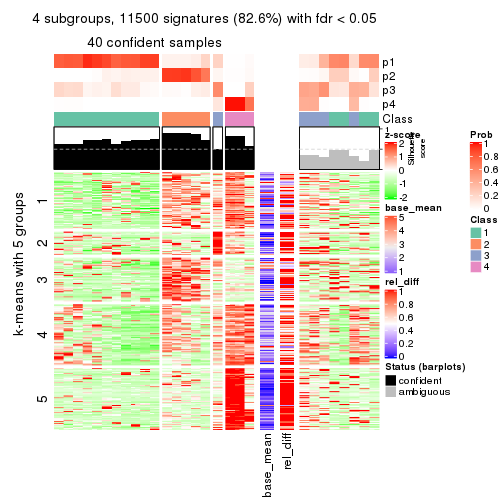 4 subgroups, 11500 signatures (82.6%) with fdr < 0.05
40 confident samples
p1
p2
p3
p4
Class
1
Silhouette
score
k-means with 5 groups
1
2
3
4
5
base_mean
rel_diff
z-score
2
1
0
-1
-2
base_mean
5
4
3
2
1
rel_diff
1
0.8
0.6
0.4
0.2
0
Status (barplots)
confident
ambiguous
Prob
1
0.8
0.6
0.4
0.2
0
Class
1
2
3
4